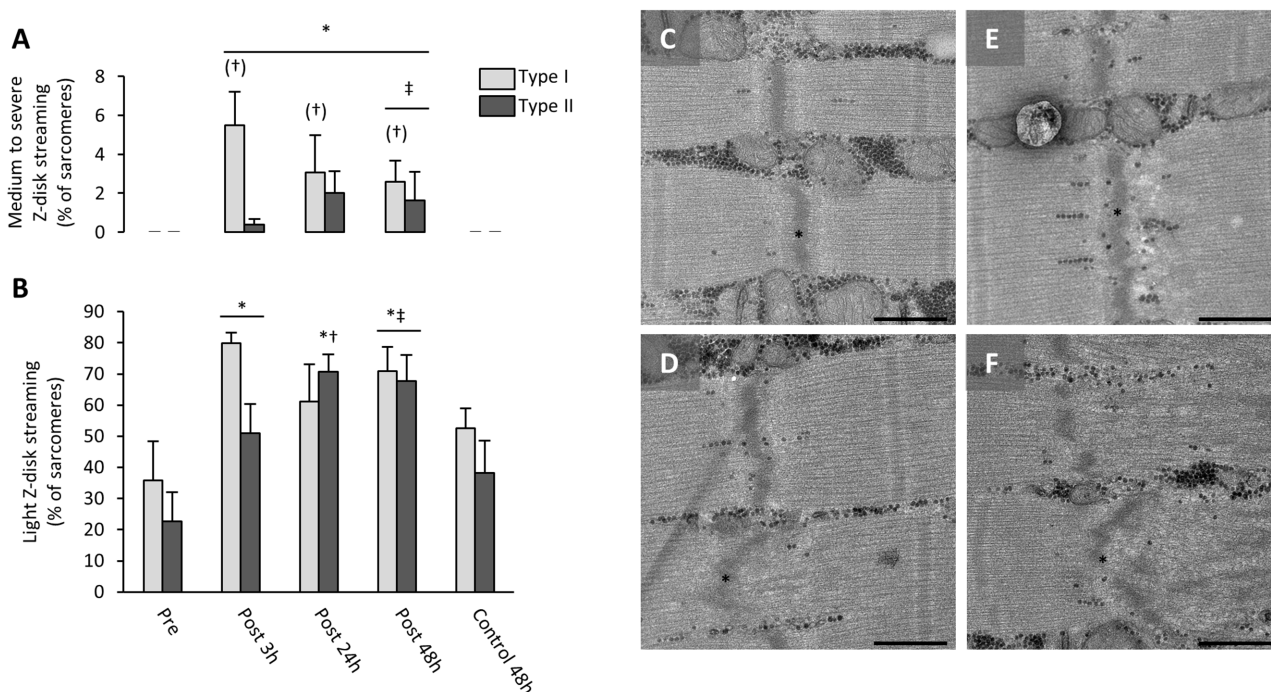 A
Medium to severe
Z-disk streaming
(% of sarcomeres)
8
6
4
2
0
*
(†)
(†)
‡
(†)
Type I
Type II
B
Light Z-disk streaming
(% of sarcomeres)
90
80
70
60
50
40
30
20
10
0
*
*†
*‡
Pre
Post 3h
Post 24h
Post 48h
Control 48h
C
*
E
*
D
*
F
*